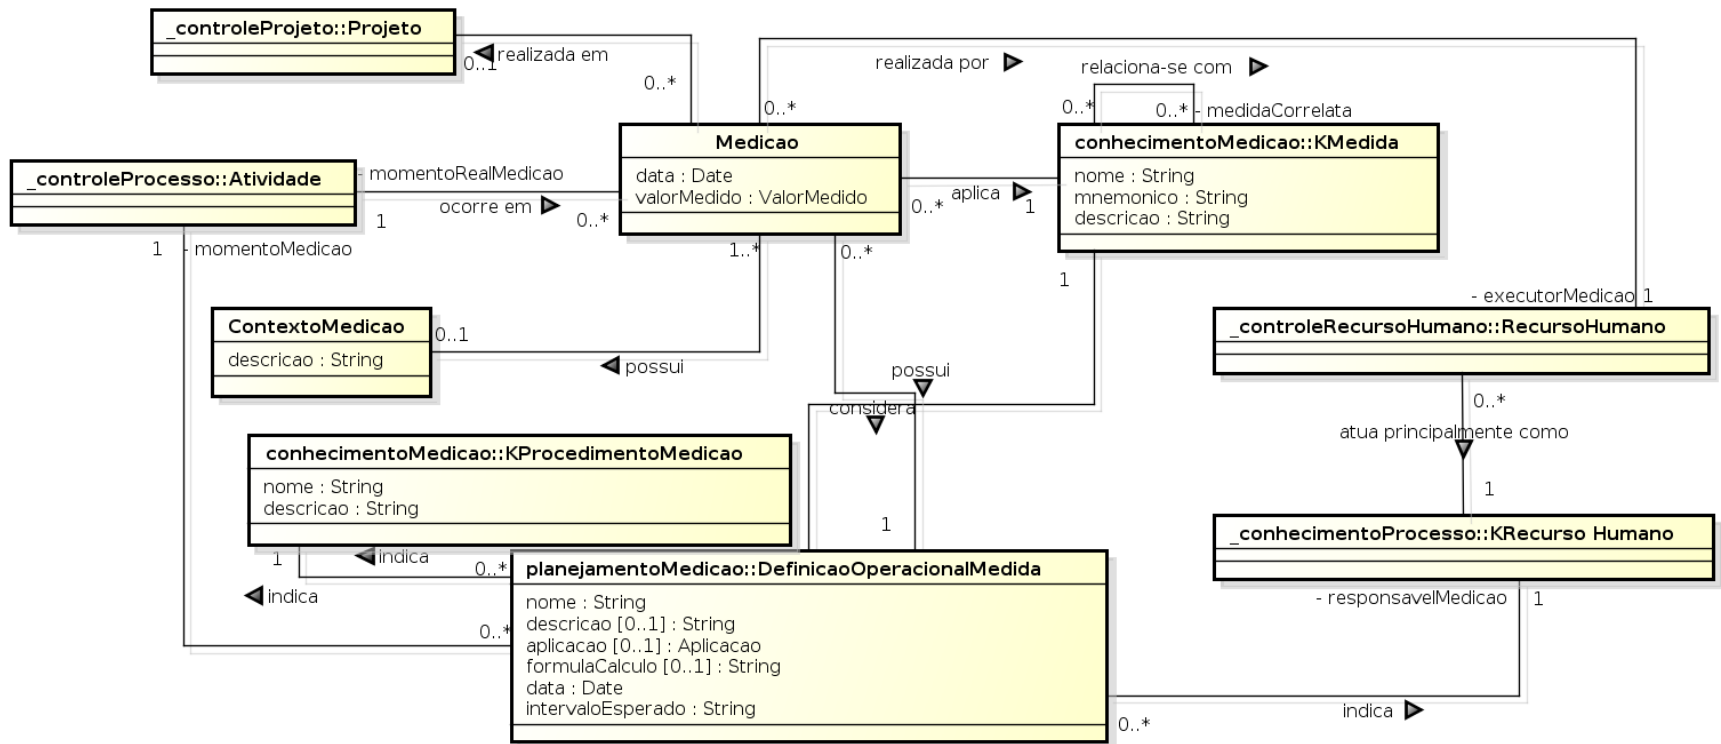 _controleProjeto::Projeto
0..1
realizada em
0..*
realizada por
relaciona-se com
0..*
0..*
0..*
- medidaCorrelata
Medicao
data : Date
valorMedido : ValorMedido
conhecimentoMedicao::KMedida
nome : String
mnemonico : String
descricao : String
_controleProcesso::Atividade
- momentoRealMedicao
ocorre em
1
0..*
0..*
aplica
1
1
- momentoMedicao
1..*
0..*
1
- executorMedicao
1
ContextoMedicao
descricao : String
0..1
possui
possui
considera
_controleRecursoHumano::RecursoHumano
0..*
atua principalmente como
1
conhecimentoMedicao::KProcedimentoMedicao
nome : String
descricao : String
1
indica
0..*
1
indica
0..*
_conhecimentoProcesso::KRecurso Humano
- responsavelMedicao
1
planejamentoMedicao::DefinicaoOperacionalMedida
nome : String
descricao [0..1] : String
aplicacao [0..1] : Aplicacao
formulaCalculo [0..1] : String
data : Date
intervaloEsperado : String
0..*
indica